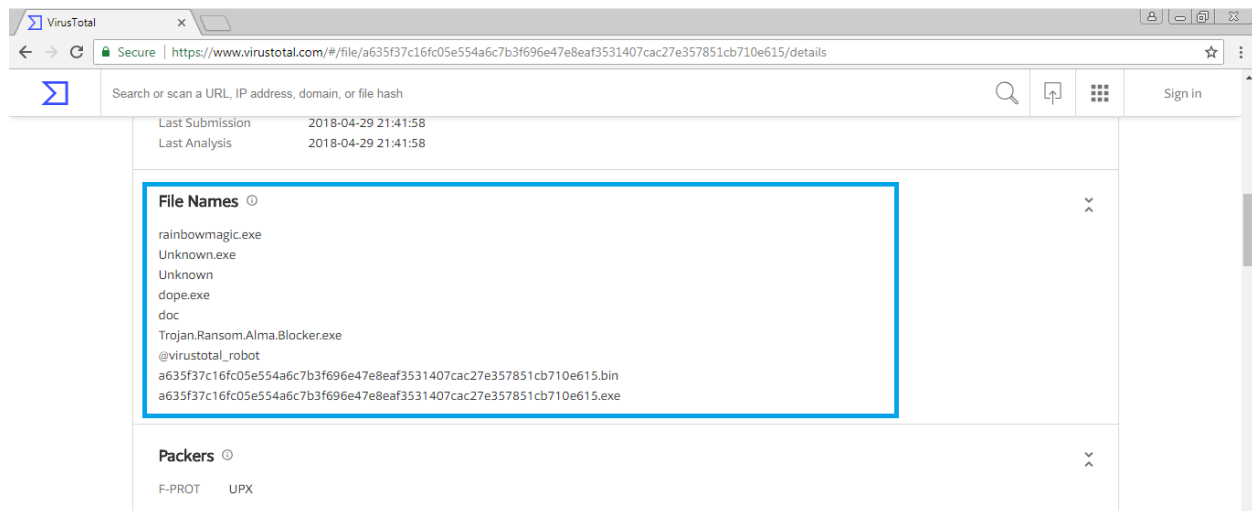 VirusTotal
Secure | https://www.virustotal.com/#/file/a635f37c16fc05e554a6c7b3f696e47e8eaf3531407cac27e357851cb710e615/details
Search or scan a URL, IP address, domain, or file hash
Sign in
Last Submission 2018-04-29 21:41:58
Last Analysis 2018-04-29 21:41:58
File Names
rainbowmagic.exe
Unknown.exe
Unknown
dope.exe
doc
Trojan.Ransom.Alma.Blocker.exe
@virustotal_robot
a635f37c16fc05e554a6c7b3f696e47e8eaf3531407cac27e357851cb710e615.bin
a635f37c16fc05e554a6c7b3f696e47e8eaf3531407cac27e357851cb710e615.exe
Packers
F-PROT UPX